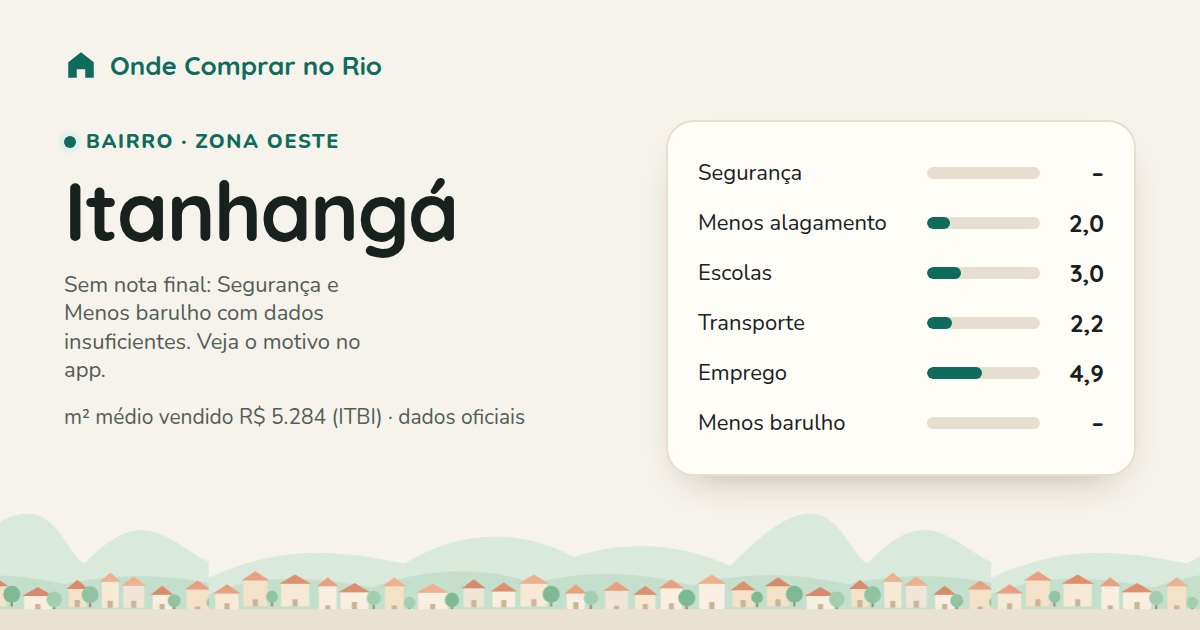 Onde Comprar no Rio
BAIRRO · ZONA OESTE
Itanhangá
Sem nota final: Segurança e
Menos barulho com dados
insuficientes. Veja o motivo no
app.
m² médio vendido R$ 5.284 (ITBI) · dados oficiais
Segurança –
Menos alagamento 2,0
Escolas 3,0
Transporte 2,2
Emprego 4,9
Menos barulho –